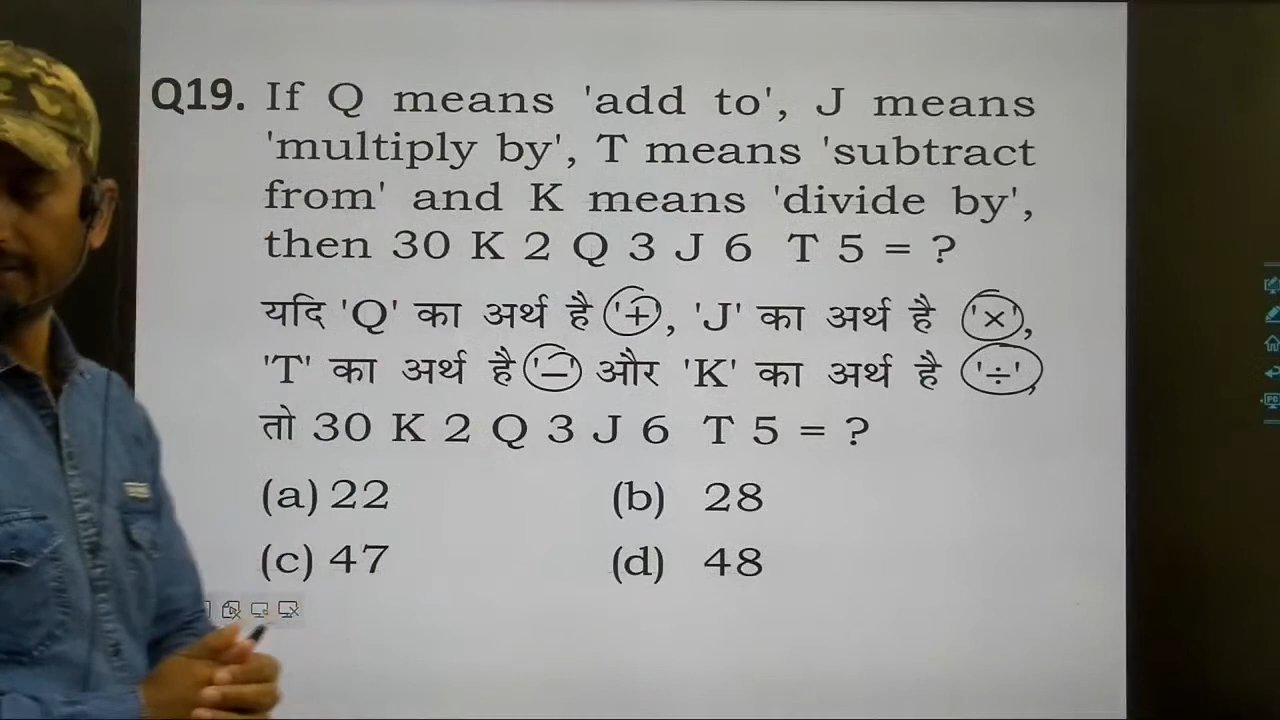 Q19. If Q means 'add to', J means
'multiply by', T means 'subtract
from' and K means 'divide by',
then 30 K 2 Q 3 J 6 T 5 = ?
यदि 'Q' का अर्थ है '+', 'J' का अर्थ है '×',
'T' का अर्थ है '–' और 'K' का अर्थ है '÷',
तो 30 K 2 Q 3 J 6 T 5 = ?
(a) 22 (b) 28
(c) 47 (d) 48